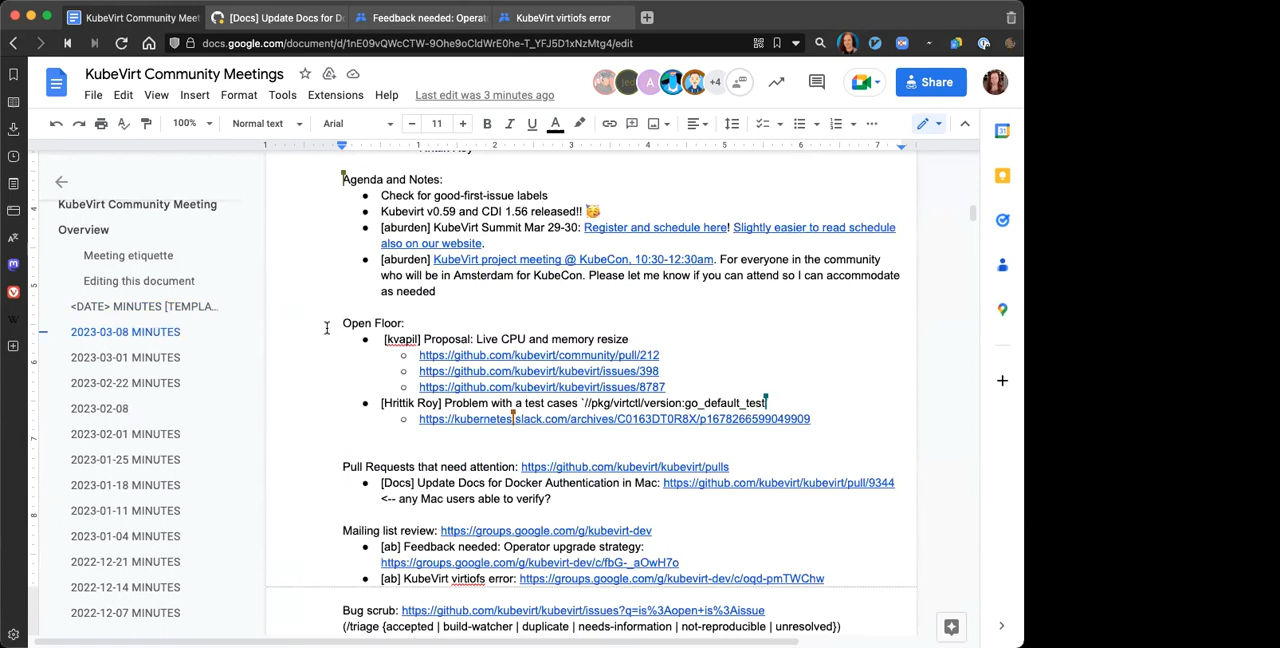 KubeVirt Community Meet
[Docs] Update Docs for Do
Feedback needed: Operat
KubeVirt virtiofs error
docs.google.com/document/d/1nE09vQWcCTW-9Ohe9oCldWrE0he-T_YFJ5D1xNzMtg4/edit
KubeVirt Community Meetings
File Edit View Insert Format Tools Extensions Help Last edit was 3 minutes ago
+4
Share
100% Normal text Arial 11
1 1 2 3 4 5 6 7
Agenda and Notes:
Check for good-first-issue labels
Kubevirt v0.59 and CDI 1.56 released!! 🥳
[aburden] KubeVirt Summit Mar 29-30: Register and schedule here! Slightly easier to read schedule
also on our website.
[aburden] KubeVirt project meeting @ KubeCon, 10:30-12:30am. For everyone in the community
who will be in Amsterdam for KubeCon. Please let me know if you can attend so I can accommodate
as needed
Open Floor:
[kvapil] Proposal: Live CPU and memory resize
https://github.com/kubevirt/community/pull/212
https://github.com/kubevirt/kubevirt/issues/398
https://github.com/kubevirt/kubevirt/issues/8787
[Hrittik Roy] Problem with a test cases `//pkg/virtctl/version:go_default_test
https://kubernetes.slack.com/archives/C0163DT0R8X/p1678266599049909
Pull Requests that need attention: https://github.com/kubevirt/kubevirt/pulls
[Docs] Update Docs for Docker Authentication in Mac: https://github.com/kubevirt/kubevirt/pull/9344
<-- any Mac users able to verify?
Mailing list review: https://groups.google.com/g/kubevirt-dev
[ab] Feedback needed: Operator upgrade strategy:
https://groups.google.com/g/kubevirt-dev/c/fbG-_aOwH7o
[ab] KubeVirt virtiofs error: https://groups.google.com/g/kubevirt-dev/c/oqd-pmTWChw
Bug scrub: https://github.com/kubevirt/kubevirt/issues?q=is%3Aopen+is%3Aissue
(/triage {accepted | build-watcher | duplicate | needs-information | not-reproducible | unresolved})
KubeVirt Community Meeting
Overview
Meeting etiquette
Editing this document
<DATE> MINUTES [TEMPLA...
2023-03-08 MINUTES
2023-03-01 MINUTES
2023-02-22 MINUTES
2023-02-08
2023-02-01 MINUTES
2023-01-25 MINUTES
2023-01-18 MINUTES
2023-01-11 MINUTES
2023-01-04 MINUTES
2022-12-21 MINUTES
2022-12-14 MINUTES
2022-12-07 MINUTES